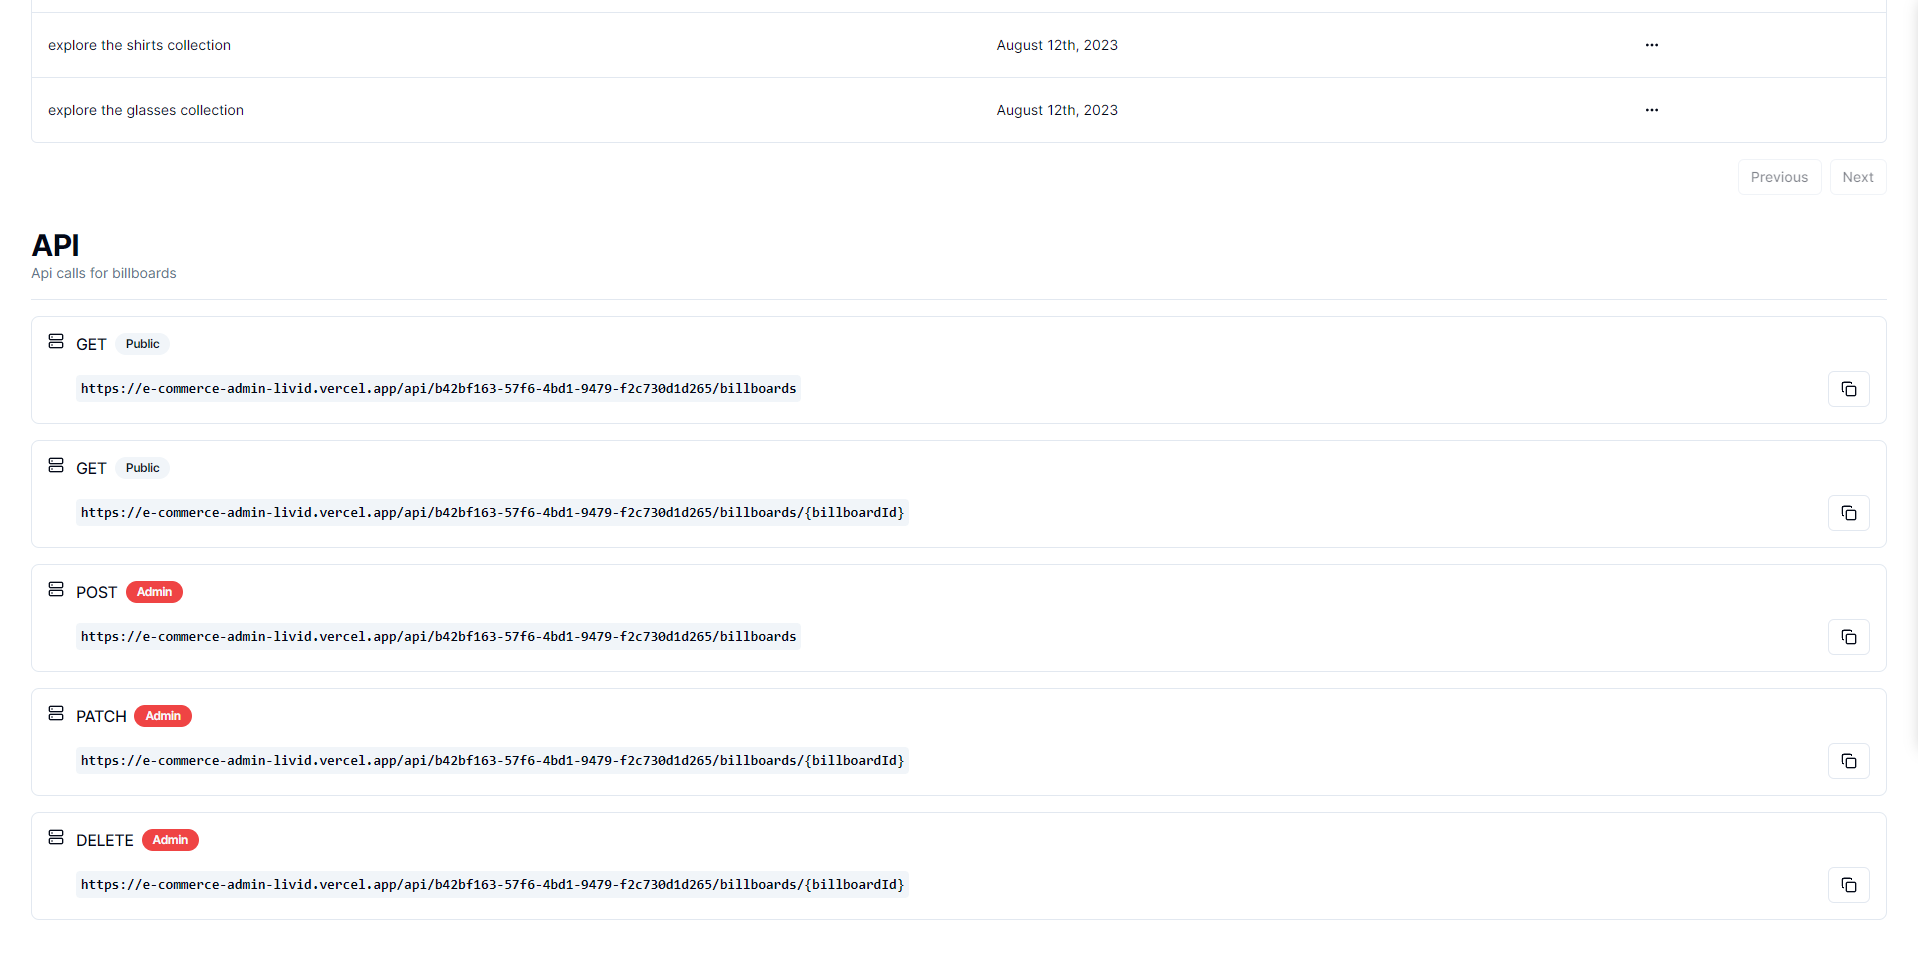 explore the shirts collection August 12th, 2023 ...
explore the glasses collection August 12th, 2023 ...
Previous Next
API
Api calls for billboards
GET Public
https://e-commerce-admin-livid.vercel.app/api/b42bf163-57f6-4bd1-9479-f2c730d1d265/billboards
GET Public
https://e-commerce-admin-livid.vercel.app/api/b42bf163-57f6-4bd1-9479-f2c730d1d265/billboards/{billboardId}
POST Admin
https://e-commerce-admin-livid.vercel.app/api/b42bf163-57f6-4bd1-9479-f2c730d1d265/billboards
PATCH Admin
https://e-commerce-admin-livid.vercel.app/api/b42bf163-57f6-4bd1-9479-f2c730d1d265/billboards/{billboardId}
DELETE Admin
https://e-commerce-admin-livid.vercel.app/api/b42bf163-57f6-4bd1-9479-f2c730d1d265/billboards/{billboardId}